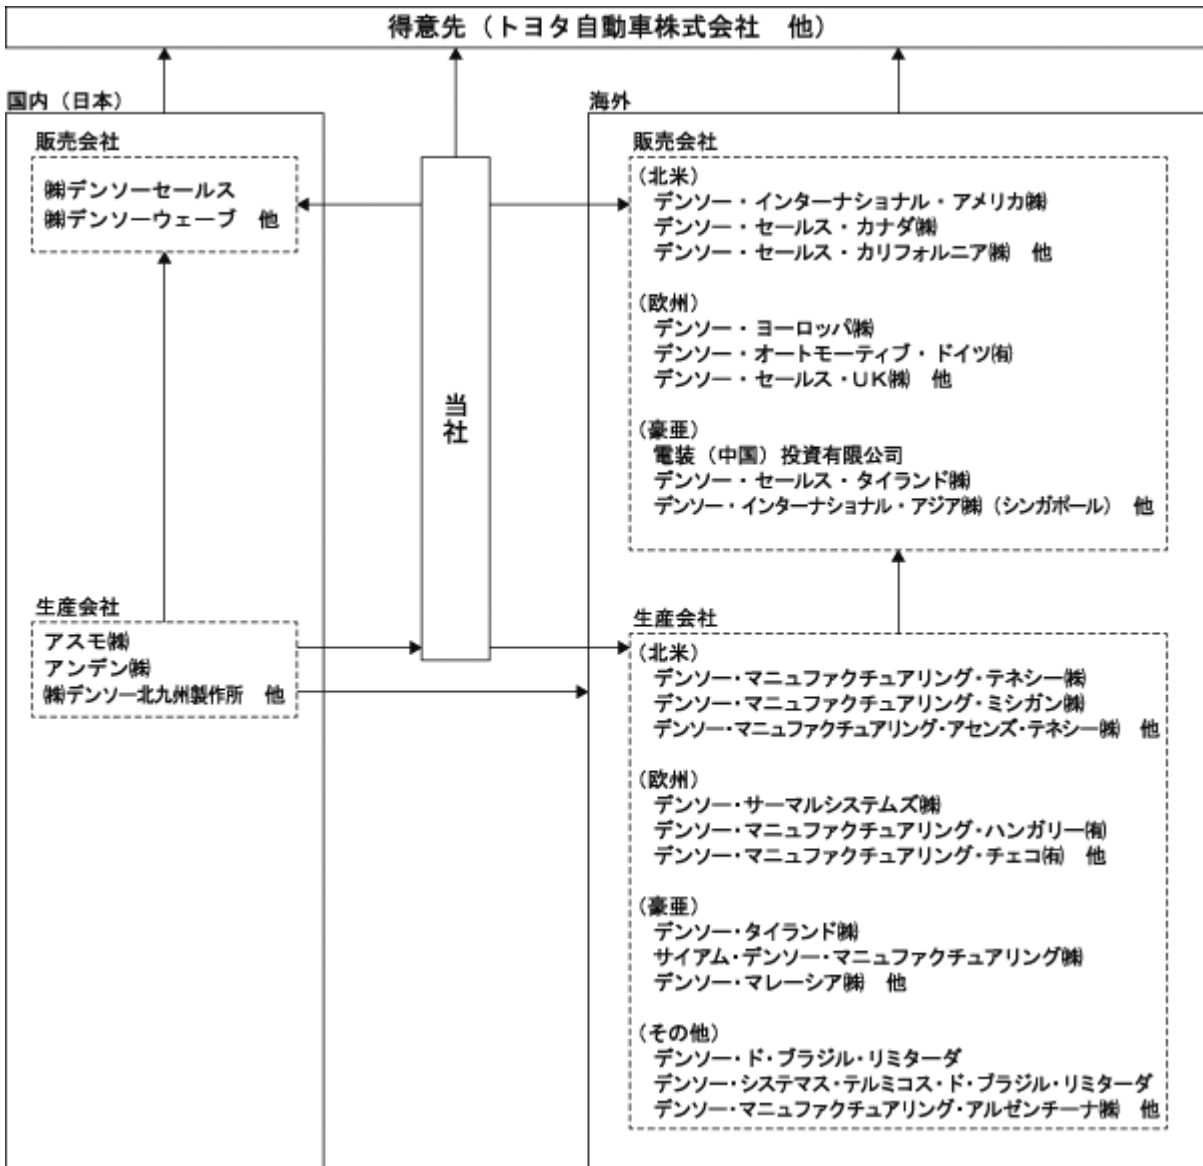 得意先（トヨタ自動車株式会社　他）
国内（日本）
販売会社
㈱デンソーセールス
㈱デンソーウェーブ　他
生産会社
アスモ㈱
アンデン㈱
㈱デンソー北九州製作所　他
当社
海外
販売会社
（北米）
デンソー・インターナショナル・アメリカ㈱
デンソー・セールス・カナダ㈱
デンソー・セールス・カリフォルニア㈱　他
（欧州）
デンソー・ヨーロッパ㈱
デンソー・オートモーティブ・ドイツ㈲
デンソー・セールス・UK㈱　他
（豪亜）
電装（中国）投資有限公司
デンソー・セールス・タイランド㈱
デンソー・インターナショナル・アジア㈱（シンガポール）　他
生産会社
（北米）
デンソー・マニュファクチュアリング・テネシー㈱
デンソー・マニュファクチュアリング・ミシガン㈱
デンソー・マニュファクチュアリング・アセンズ・テネシー㈱　他
（欧州）
デンソー・サーマルシステムズ㈱
デンソー・マニュファクチュアリング・ハンガリー㈲
デンソー・マニュファクチュアリング・チェコ㈲　他
（豪亜）
デンソー・タイランド㈱
サイアム・デンソー・マニュファクチュアリング㈱
デンソー・マレーシア㈱　他
（その他）
デンソー・ド・ブラジル・リミターダ
デンソー・システマス・テルミコス・ド・ブラジル・リミターダ
デンソー・マニュファクチュアリング・アルゼンチーナ㈱　他